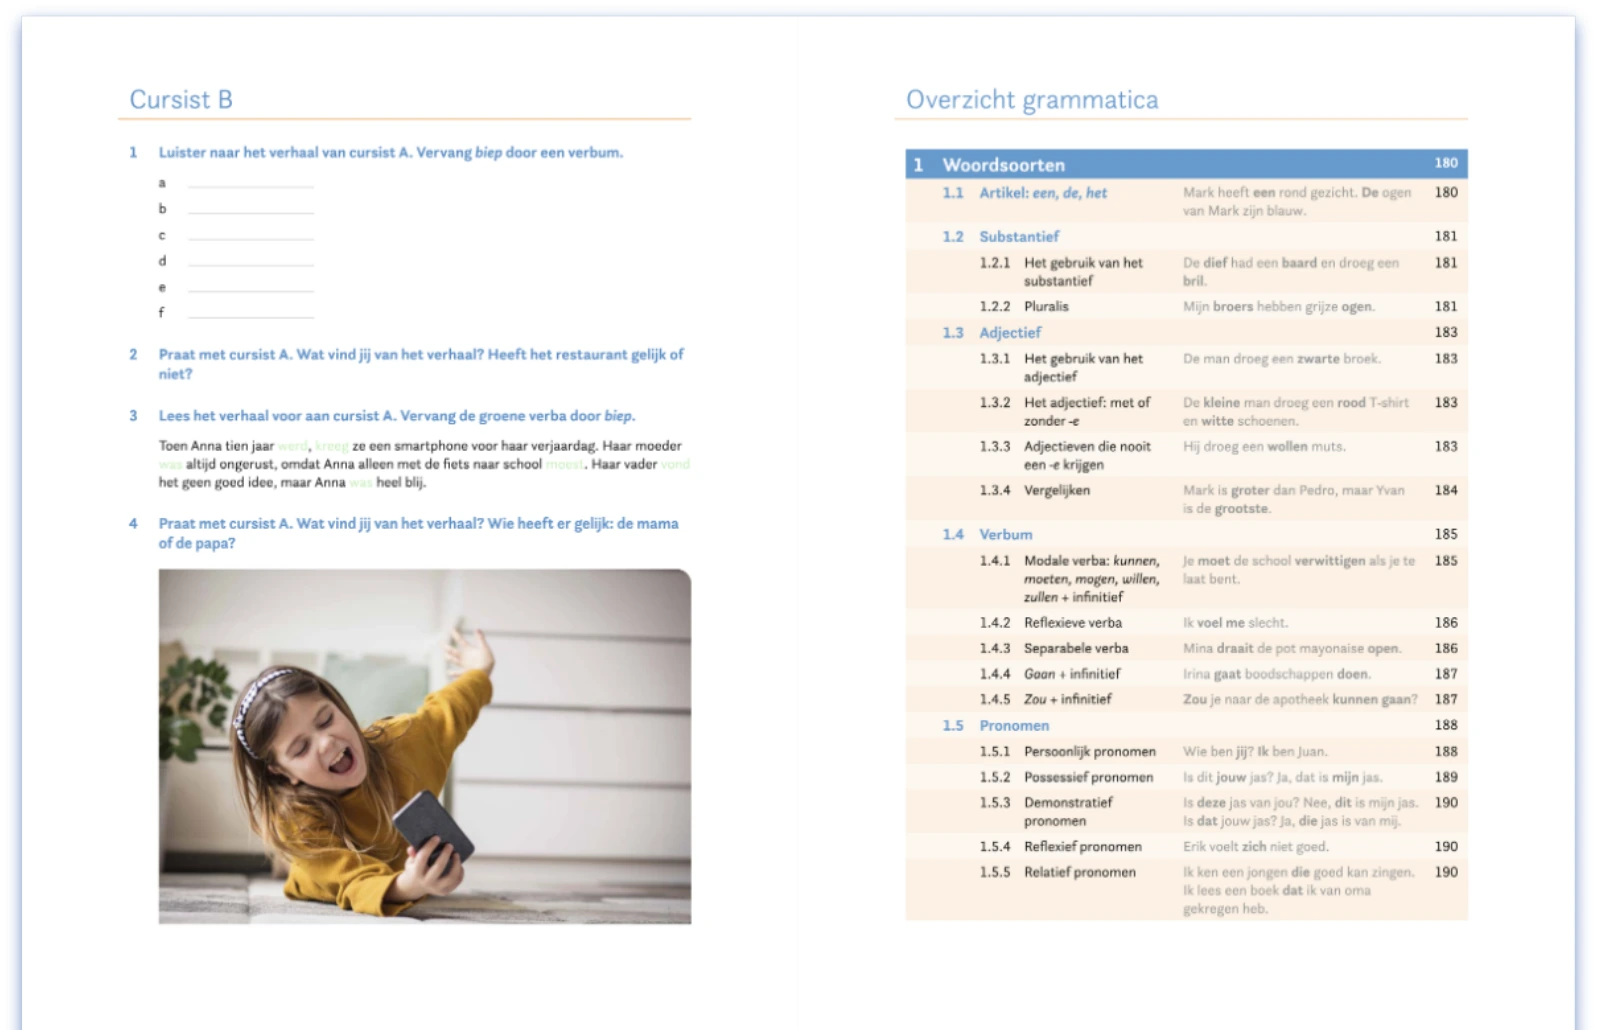 Cursist B
1 Luister naar het verhaal van cursist A. Vervang biep door een verbum.
a
b
c
d
e
f
2 Praat met cursist A. Wat vind jij van het verhaal? Heeft het restaurant gelijk of
niet?
3 Lees het verhaal voor aan cursist A. Vervang de groene verba door biep.
Toen Anna tien jaar werd, kreeg ze een smartphone voor haar verjaardag. Haar moeder
was altijd ongerust, omdat Anna alleen met de fiets naar school moest. Haar vader vond
het geen goed idee, maar Anna was heel blij.
4 Praat met cursist A. Wat vind jij van het verhaal? Wie heeft er gelijk: de mama
of de papa?
Overzicht grammatica
1 Woordsoorten 180
1.1 Artikel: een, de, het Mark heeft een rond gezicht. De ogen 180
van Mark zijn blauw.
1.2 Substantief 181
1.2.1 Het gebruik van het De dief had een baard en droeg een 181
substantief bril.
1.2.2 Pluralis Mijn broers hebben grijze ogen. 181
1.3 Adjectief 183
1.3.1 Het gebruik van het De man droeg een zwarte broek. 183
adjectief
1.3.2 Het adjectief: met of De kleine man droeg een rood T-shirt 183
zonder -e en witte schoenen.
1.3.3 Adjectieven die nooit Hij droeg een wollen muts. 183
een -e krijgen
1.3.4 Vergelijken Mark is groter dan Pedro, maar Yvan 184
is de grootste.
1.4 Verbum 185
1.4.1 Modale verba: kunnen, Je moet de school verwittigen als je te 185
moeten, mogen, willen, laat bent.
zullen + infinitief
1.4.2 Reflexieve verba Ik voel me slecht. 186
1.4.3 Separabele verba Mina draait de pot mayonaise open. 186
1.4.4 Gaan + infinitief Irina gaat boodschappen doen. 187
1.4.5 Zou + infinitief Zou je naar de apotheek kunnen gaan? 187
1.5 Pronomen 188
1.5.1 Persoonlijk pronomen Wie ben jij? Ik ben Juan. 188
1.5.2 Possessief pronomen Is dit jouw jas? Ja, dat is mijn jas. 189
1.5.3 Demonstratief Is deze jas van jou? Nee, dit is mijn jas. 190
pronomen Is dat jouw jas? Ja, die jas is van mij.
1.5.4 Reflexief pronomen Erik voelt zich niet goed. 190
1.5.5 Relatief pronomen Ik ken een jongen die goed kan zingen. 190
Ik lees een boek dat ik van oma
gekregen heb.